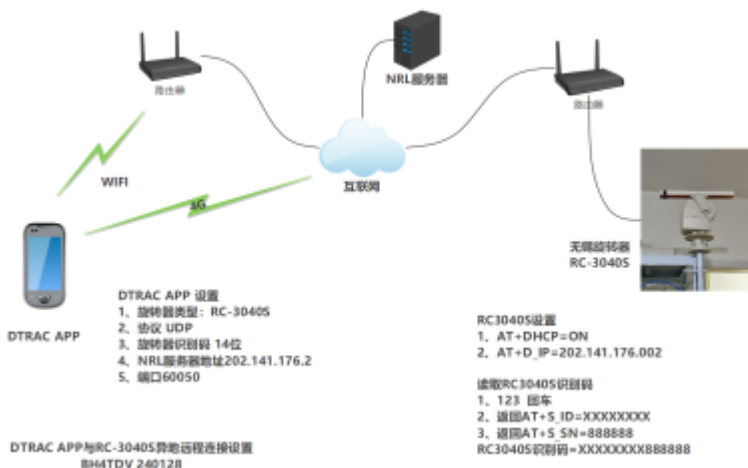 NRL服务器
路由器
路由器
WIFI
互联网
4G
无锡旋转器
RC-3040S
DTRAC APP
DTRAC APP 设置
1、旋转器类型：RC-3040S
2、协议 UDP
3、旋转器识别码 14位
4、NRL服务器地址202.141.176.2
5、端口60050
RC3040S设置
1、AT+DHCP=ON
2、AT+D_IP=202.141.176.002
读取RC3040S识别码
1、123 回车
2、返回AT+S_ID=XXXXXXXX
3、返回AT+S_SN=888888
RC3040S识别码=XXXXXXXX888888
DTRAC APP与RC-3040S异地远程连接设置
BH4TDV 240128